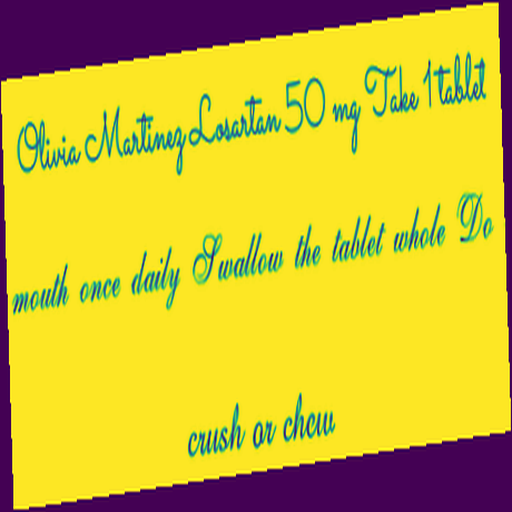 Olivia Martinez Losartan 50 mg Take 1 tablet
mouth once daily Swallow the tablet whole Do
crush or chew